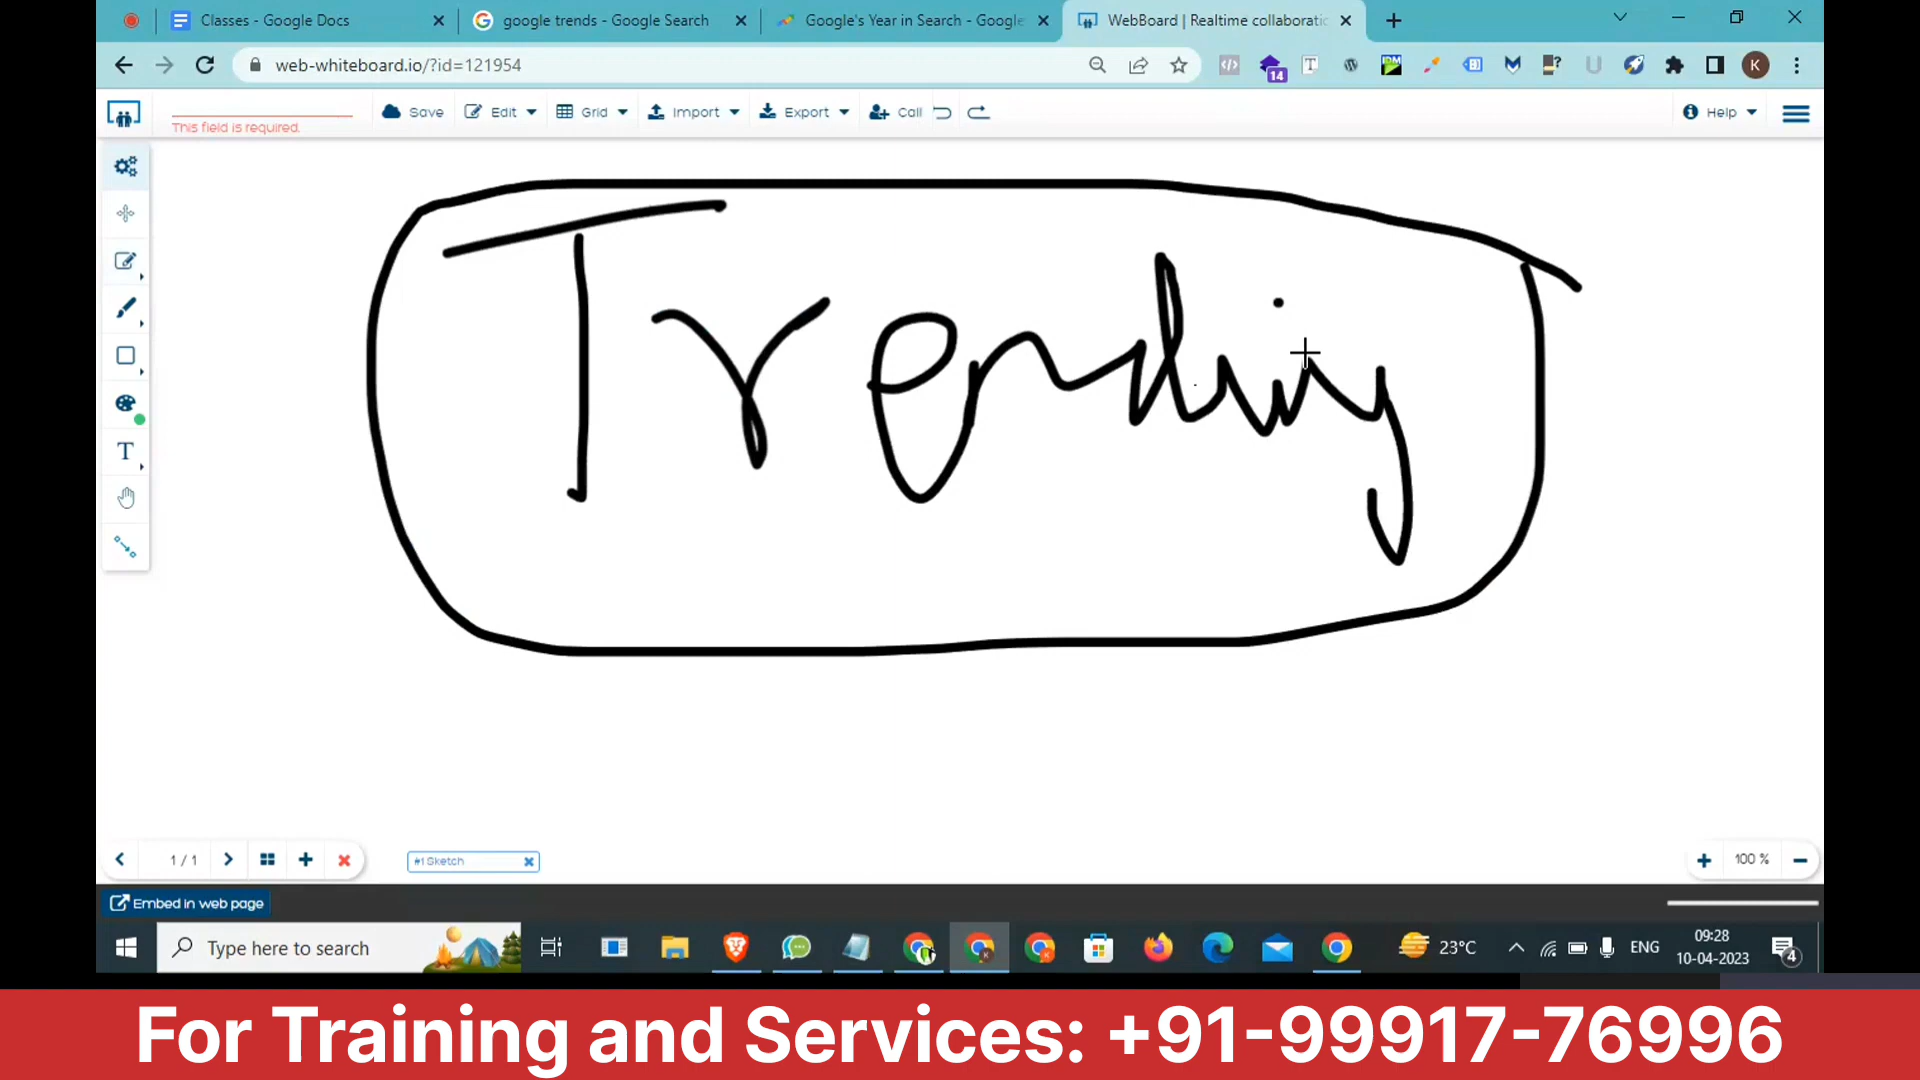 Classes - Google Docs
google trends - Google Search
Google's Year in Search - Google
WebBoard | Realtime collaboratic
web-whiteboard.io/?id=121954
14
T
K
This field is required.
Save
Edit
Grid
Import
Export
Call
Help
T
Trending
1 / 1
#1 Sketch
100 %
Embed in web page
Type here to search
23°C
ENG
09:28
10-04-2023
4
For Training and Services: +91-99917-76996